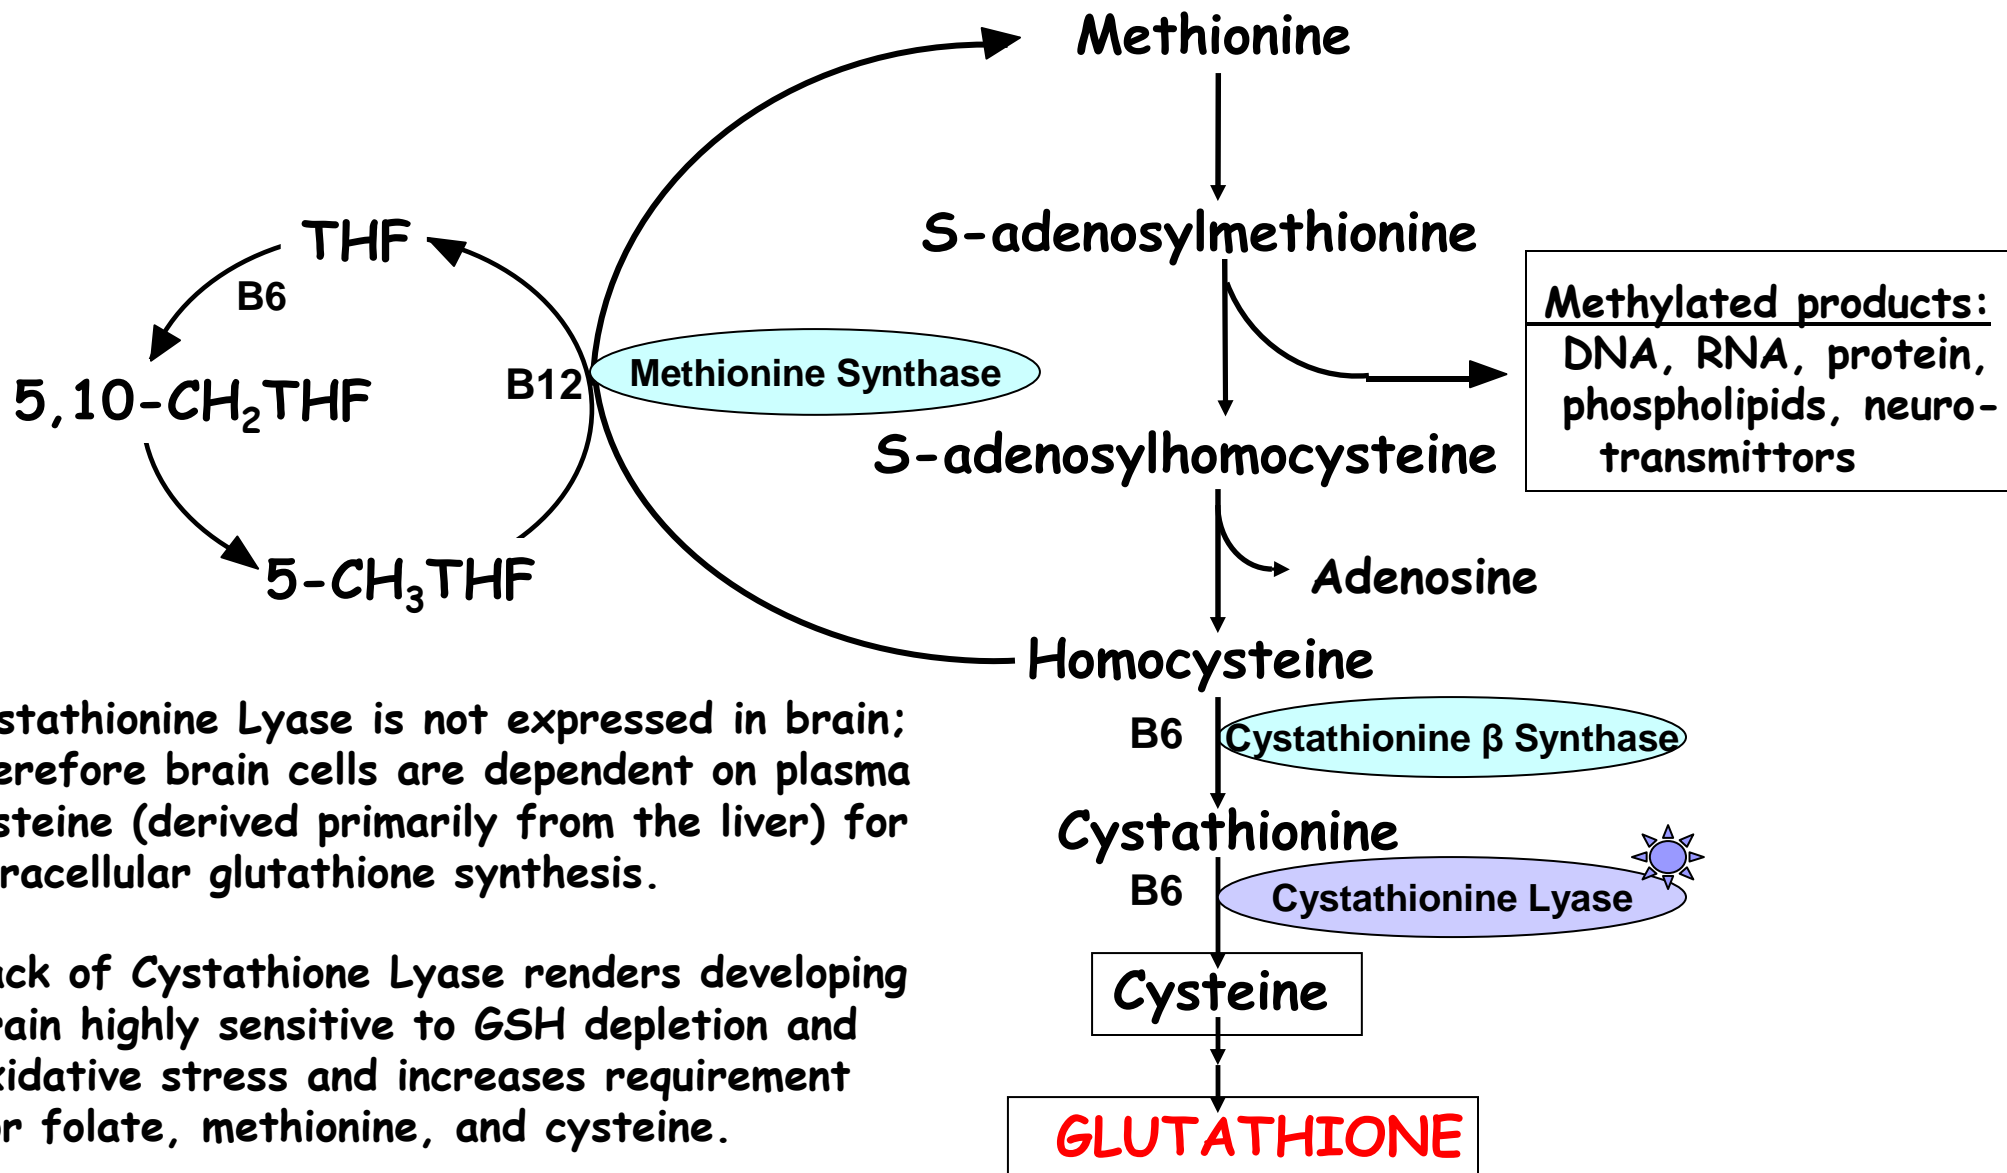 Methionine
THF
S-adenosylmethionine
B6
Methylated products:
DNA, RNA, protein,
phospholipids, neuro-
transmittors
5,10-CH₂THF
B12
Methionine Synthase
S-adenosylhomocysteine
5-CH₃THF
Adenosine
Homocysteine
B6
Cystathionine β Synthase
Cystathionine
B6
Cystathionine Lyase
Cysteine
GLUTATHIONE
stathionine Lyase is not expressed in brain;
erefore brain cells are dependent on plasma
steine (derived primarily from the liver) for
racellular glutathione synthesis.
ack of Cystathione Lyase renders developing
rain highly sensitive to GSH depletion and
xidative stress and increases requirement
or folate, methionine, and cysteine.